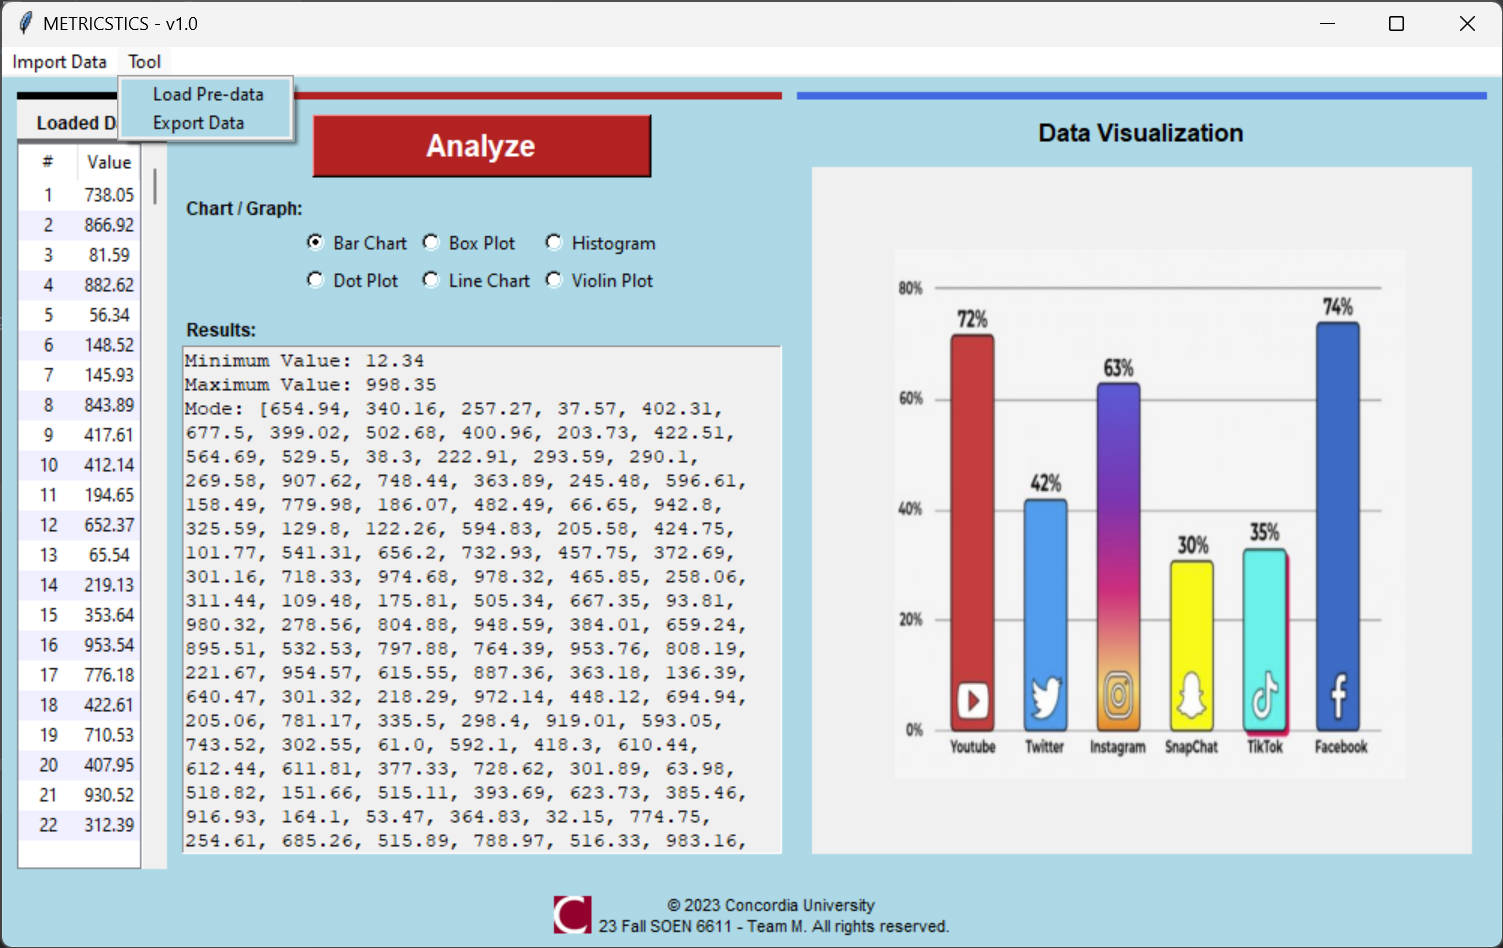 METRICSTICS - v1.0
Import Data Tool
Load Pre-data
Export Data
Loaded D
# Value
1 738.05
2 866.92
3 81.59
4 882.62
5 56.34
6 148.52
7 145.93
8 843.89
9 417.61
10 412.14
11 194.65
12 652.37
13 65.54
14 219.13
15 353.64
16 953.54
17 776.18
18 422.61
19 710.53
20 407.95
21 930.52
22 312.39
Analyze
Chart / Graph:
Bar Chart Box Plot Histogram
Dot Plot Line Chart Violin Plot
Results:
Minimum Value: 12.34
Maximum Value: 998.35
Mode: [654.94, 340.16, 257.27, 37.57, 402.31,
677.5, 399.02, 502.68, 400.96, 203.73, 422.51,
564.69, 529.5, 38.3, 222.91, 293.59, 290.1,
269.58, 907.62, 748.44, 363.89, 245.48, 596.61,
158.49, 779.98, 186.07, 482.49, 66.65, 942.8,
325.59, 129.8, 122.26, 594.83, 205.58, 424.75,
101.77, 541.31, 656.2, 732.93, 457.75, 372.69,
301.16, 718.33, 974.68, 978.32, 465.85, 258.06,
311.44, 109.48, 175.81, 505.34, 667.35, 93.81,
980.32, 278.56, 804.88, 948.59, 384.01, 659.24,
895.51, 532.53, 797.88, 764.39, 953.76, 808.19,
221.67, 954.57, 615.55, 887.36, 363.18, 136.39,
640.47, 301.32, 218.29, 972.14, 448.12, 694.94,
205.06, 781.17, 335.5, 298.4, 919.01, 593.05,
743.52, 302.55, 61.0, 592.1, 418.3, 610.44,
612.44, 611.81, 377.33, 728.62, 301.89, 63.98,
518.82, 151.66, 515.11, 393.69, 623.73, 385.46,
916.93, 164.1, 53.47, 364.83, 32.15, 774.75,
254.61, 685.26, 515.89, 788.97, 516.33, 983.16,
Data Visualization
80%
60%
40%
20%
0%
72%
42%
63%
30%
35%
74%
Youtube Twitter Instagram SnapChat TikTok Facebook
© 2023 Concordia University
23 Fall SOEN 6611 - Team M. All rights reserved.